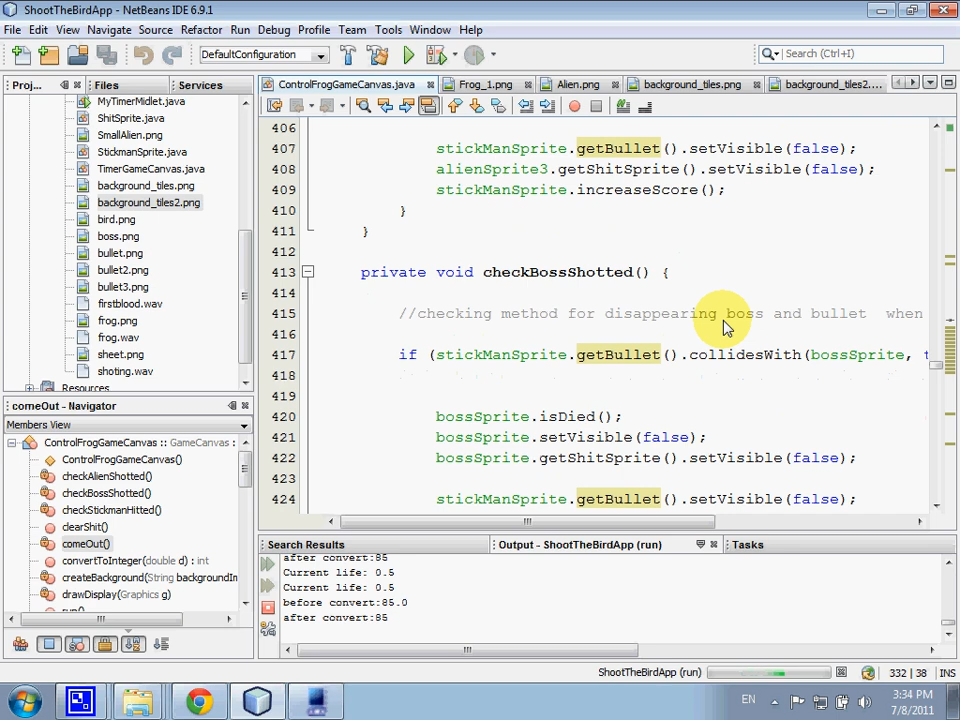 ShootTheBirdApp - NetBeans IDE 6.9.1
File Edit View Navigate Source Refactor Run Debug Profile Team Tools Window Help
DefaultConfiguration
Search (Ctrl+I)
Proj... Files Services
ControlFrogGameCanvas.java Frog_1.png Alien.png background_tiles.png background_tiles2....
MyTimerMidlet.java
ShitSprite.java
SmallAlien.png
StickmanSprite.java
TimerGameCanvas.java
background_tiles.png
background_tiles2.png
bird.png
boss.png
bullet.png
bullet2.png
bullet3.png
firstblood.wav
frog.png
frog.wav
sheet.png
shoting.wav
Resources
406
407 stickManSprite.getBullet().setVisible(false);
408 alienSprite3.getShitSprite().setVisible(false);
409 stickManSprite.increaseScore();
410 }
411 }
412
413 private void checkBossShotted() {
414
415 //checking method for disappearing boss and bullet when
416
417 if (stickManSprite.getBullet().collidesWith(bossSprite, t
418
419
420 bossSprite.isDied();
421 bossSprite.setVisible(false);
422 bossSprite.getShitSprite().setVisible(false);
423
424 stickManSprite.getBullet().setVisible(false);
comeOut - Navigator
Members View
ControlFrogGameCanvas :: GameCanvas :
ControlFrogGameCanvas()
checkAlienShotted()
checkBossShotted()
checkStickmanHitted()
clearShit()
comeOut()
convertToInteger(double d) : int
createBackground(String backgroundIm
drawDisplay(Graphics g)
run()
Search Results Output - ShootTheBirdApp (run) Tasks
after convert:85
Current life: 0.5
Current life: 0.5
before convert:85.0
after convert:85
ShootTheBirdApp (run) 332 | 38 INS
EN
3:34 PM
7/8/2011